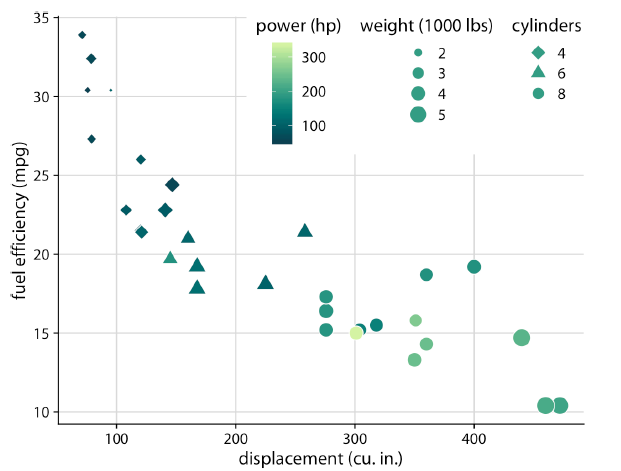 power (hp)
300
200
100
weight (1000 lbs)
2
3
4
5
cylinders
4
6
8
fuel efficiency (mpg)
35
30
25
20
15
10
100 200 300 400
displacement (cu. in.)